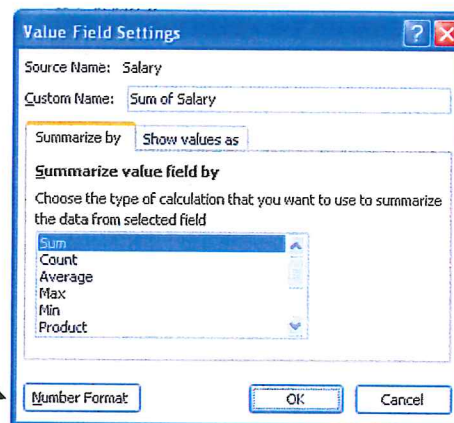 Value Field Settings
Source Name: Salary
Custom Name: Sum of Salary
Summarize by Show values as
Summarize value field by
Choose the type of calculation that you want to use to summarize
the data from selected field
Sum
Count
Average
Max
Min
Product
Number Format OK Cancel